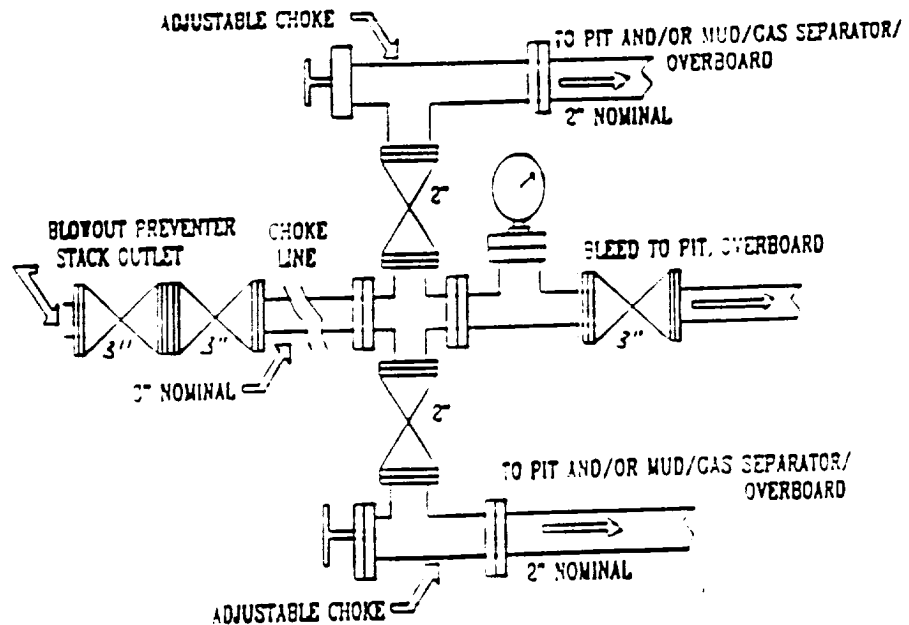 ADJUSTABLE CHOKE
TO PIT AND/OR MUD/GAS SEPARATOR/
OVERBOARD
2" NOMINAL
2"
BLOWOUT PREVENTER
STACK OUTLET
CHOKE
LINE
BLEED TO PIT, OVERBOARD
3"
3"
3"
3" NOMINAL
2"
TO PIT AND/OR MUD/GAS SEPARATOR/
OVERBOARD
2" NOMINAL
ADJUSTABLE CHOKE